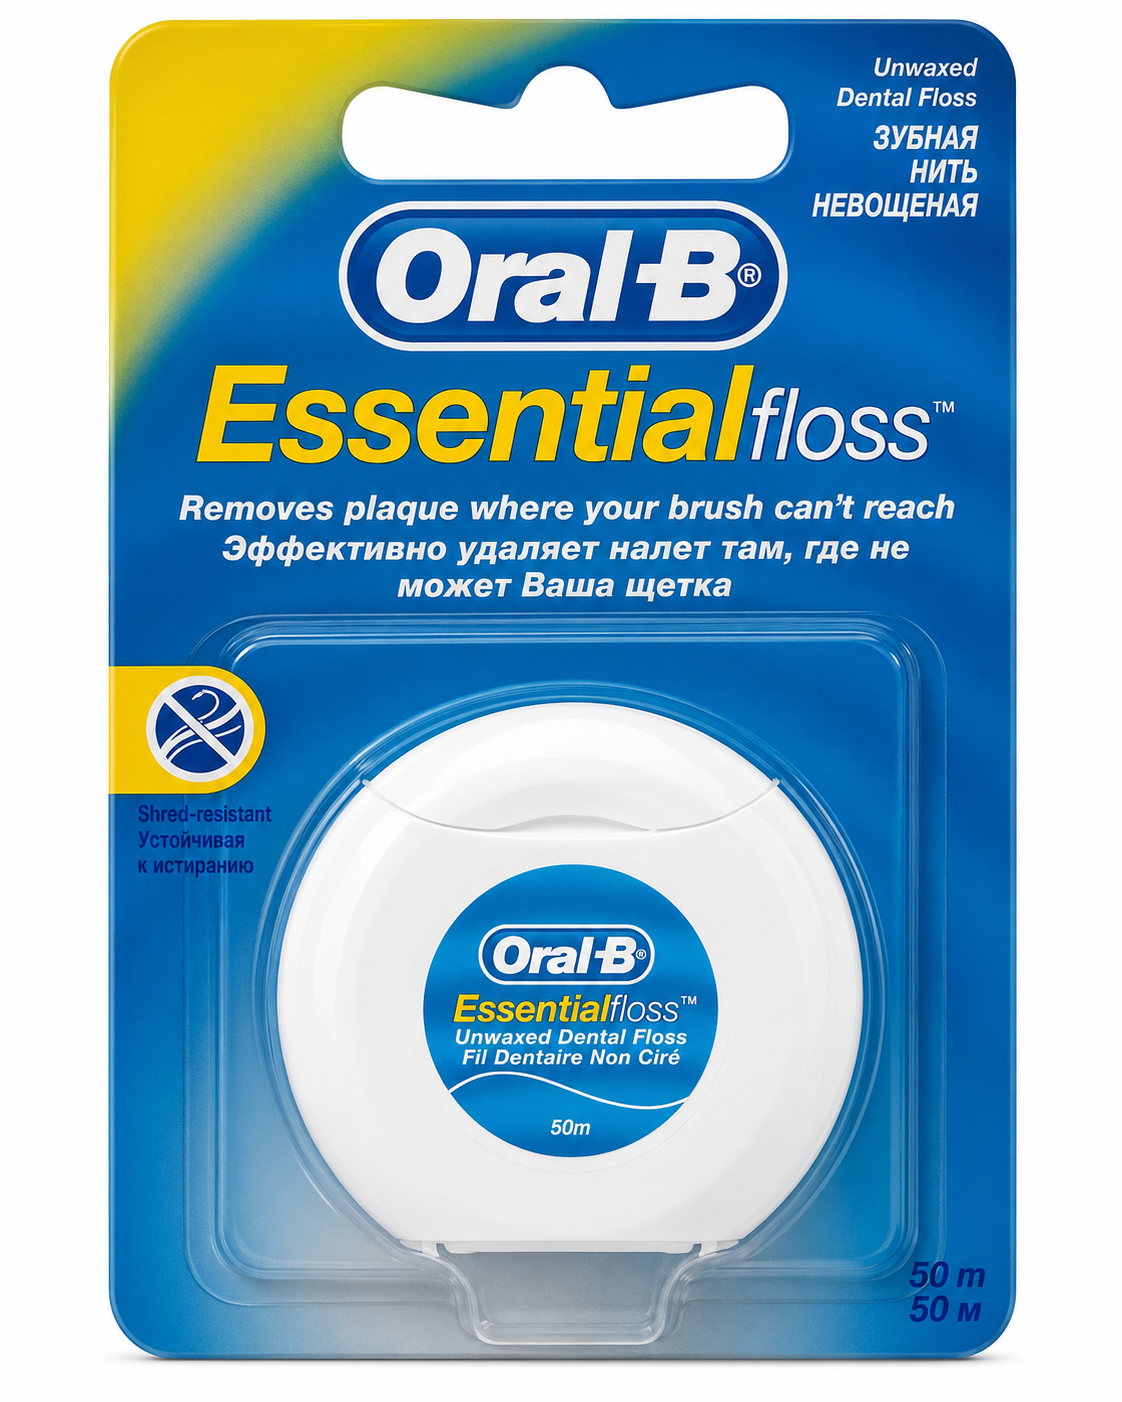 Unwaxed
Dental Floss
ЗУБНАЯ
НИТЬ
НЕВОЩЕНАЯ
Oral-B®
Essentialfloss™
Removes plaque where your brush can't reach
Эффективно удаляет налет там, где не
может Ваша щетка
Shred-resistant
Устойчивая
к истиранию
Oral-B®
Essentialfloss™
Unwaxed Dental Floss
Fil Dentaire Non Ciré
50m
50 m
50 м